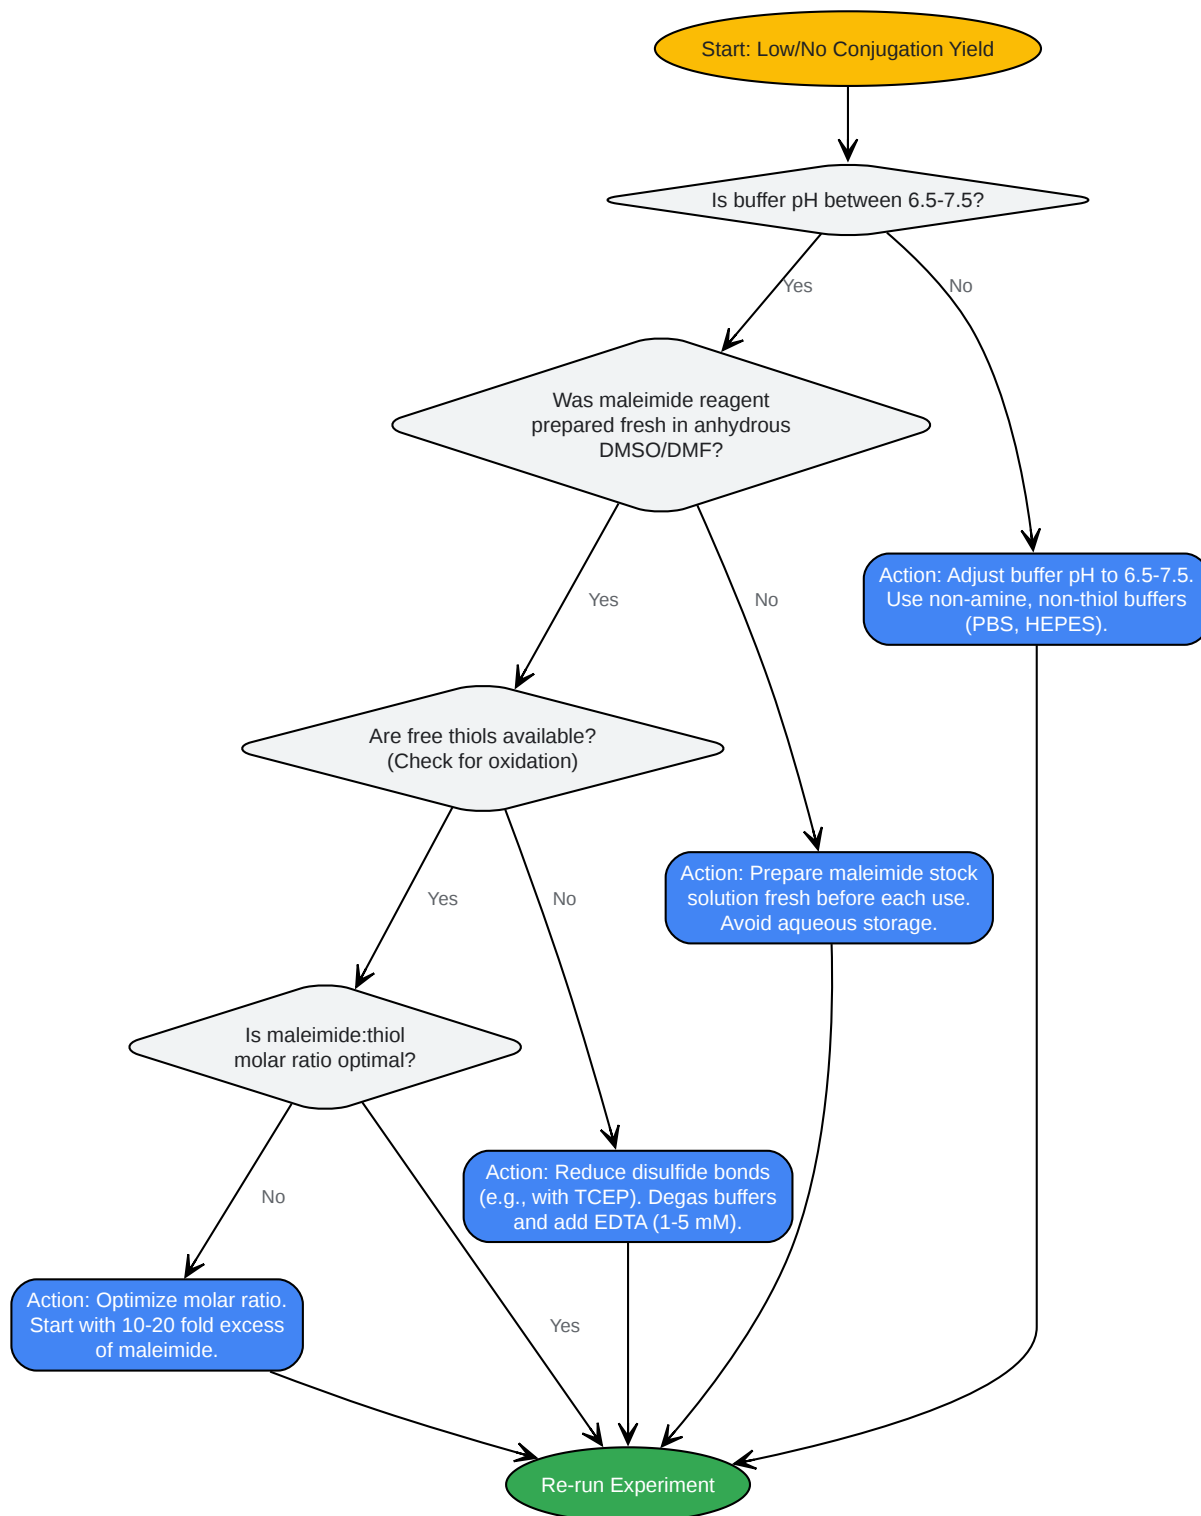 Start: Low/No Conjugation Yield
Is buffer pH between 6.5-7.5?
Yes
No
Was maleimide reagent
prepared fresh in anhydrous
DMSO/DMF?
Action: Adjust buffer pH to 6.5-7.5.
Use non-amine, non-thiol buffers
(PBS, HEPES).
Yes
No
Are free thiols available?
(Check for oxidation)
Action: Prepare maleimide stock
solution fresh before each use.
Avoid aqueous storage.
Yes
No
Is maleimide:thiol
molar ratio optimal?
Action: Reduce disulfide bonds
(e.g., with TCEP). Degas buffers
and add EDTA (1-5 mM).
No
Yes
Action: Optimize molar ratio.
Start with 10-20 fold excess
of maleimide.
Re-run Experiment